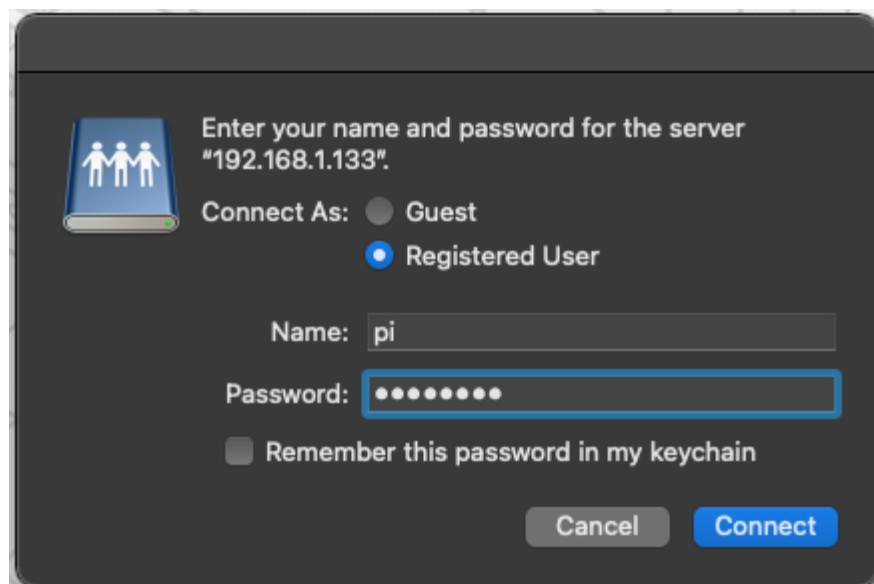 Enter your name and password for the server
"192.168.1.133".
Connect As: Guest
Registered User
Name: pi
Password: ••••••••
Remember this password in my keychain
Cancel Connect